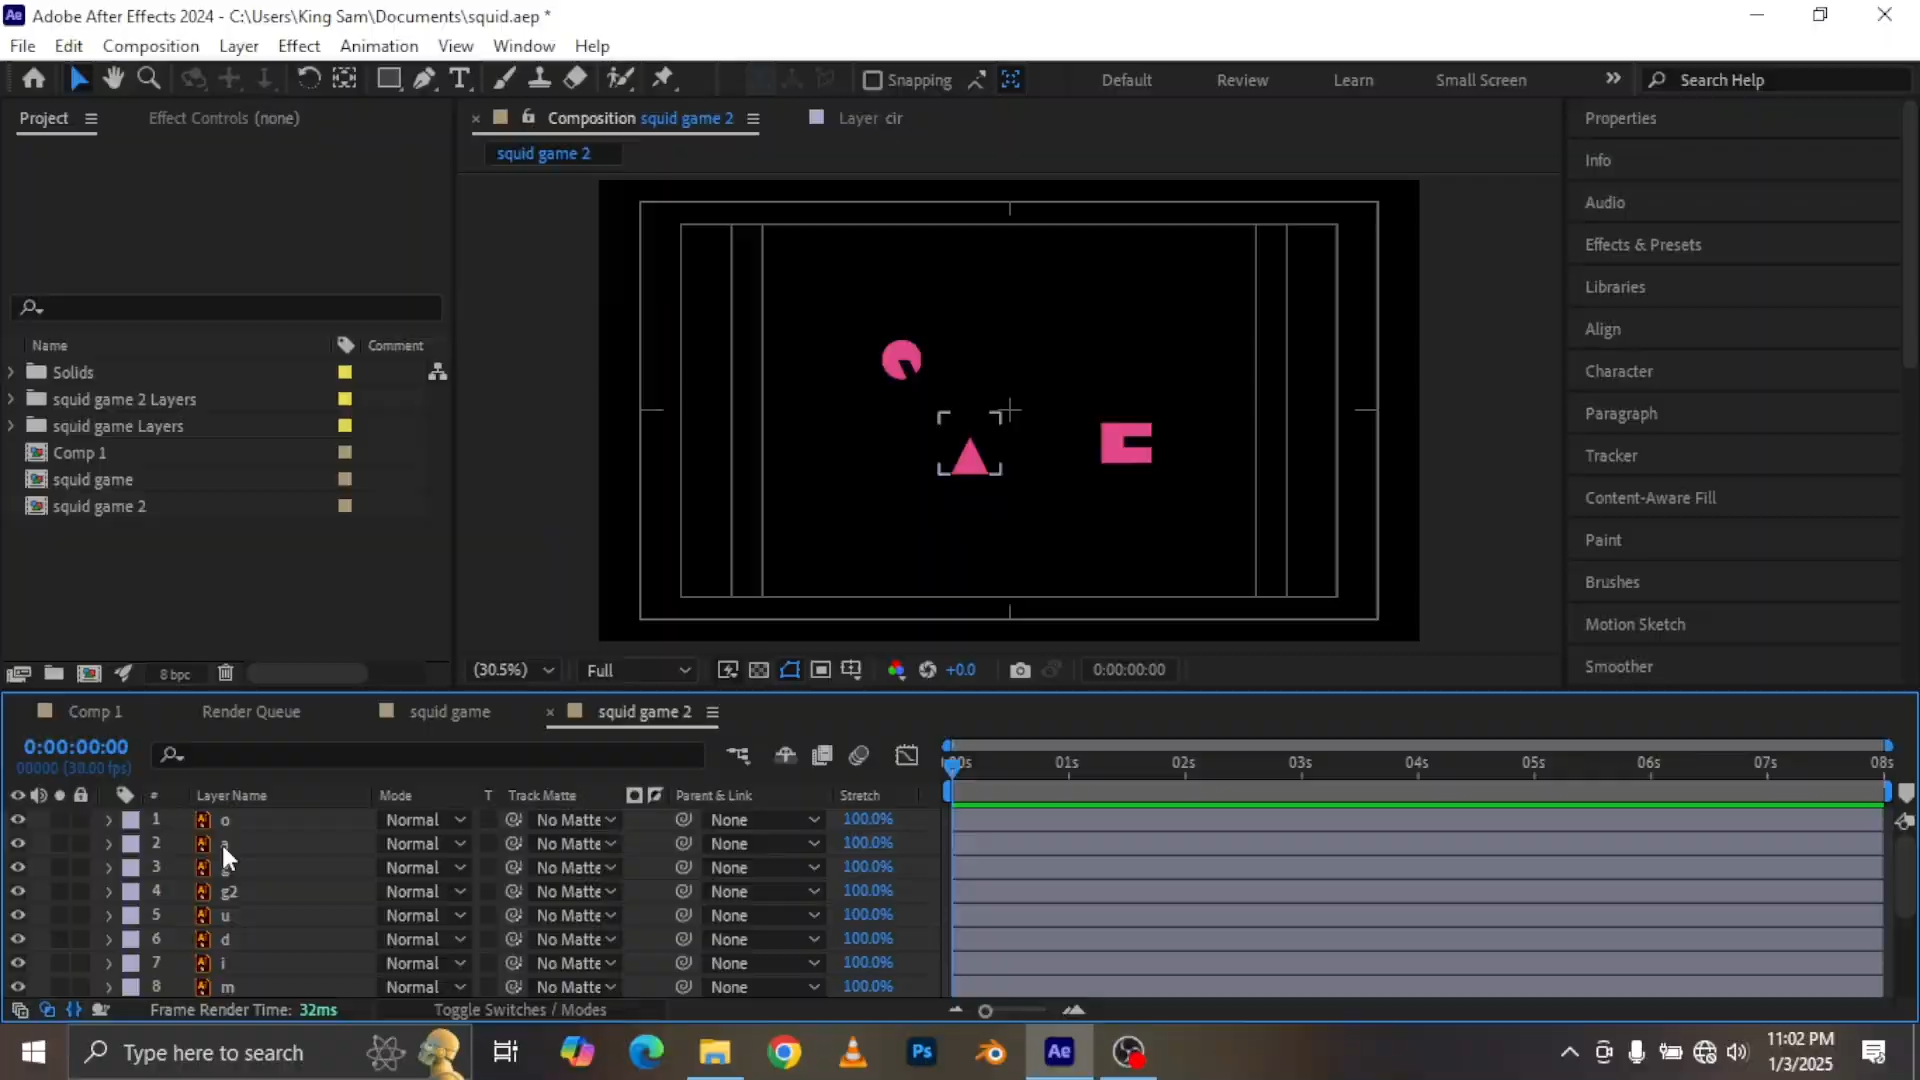 Ae Adobe After Effects 2024 - C:\Users\King Sam\Documents\squid.aep *
File Edit Composition Layer Effect Animation View Window Help
Snapping Default Review Learn Small Screen Search Help
Project Effect Controls (none) Composition squid game 2 Layer cir Properties
squid game 2
Info
Audio
Effects & Presets
Libraries
Align
Name Comment
Solids Character
squid game 2 Layers
Paragraph
squid game Layers
Comp 1 Tracker
squid game
squid game 2 Content-Aware Fill
Paint
Brushes
Motion Sketch
8 bpc (30.5%) Full +0.0 0:00:00:00 Smoother
Comp 1 Render Queue squid game squid game 2
0:00:00:00
00000 (30.00 fps) 01s 02s 03s 04s 05s 06s 07s 08s
# Layer Name Mode T Track Matte Parent & Link Stretch
1 o Normal No Matte None 100.0%
2 Normal No Matte None 100.0%
3 Normal No Matte None 100.0%
4 g2 Normal No Matte None 100.0%
5 u Normal No Matte None 100.0%
6 d Normal No Matte None 100.0%
7 i Normal No Matte None 100.0%
8 m Normal No Matte None 100.0%
Frame Render Time: 32ms Toggle Switches / Modes
Type here to search Ps Ae 11:02 PM
1/3/2025